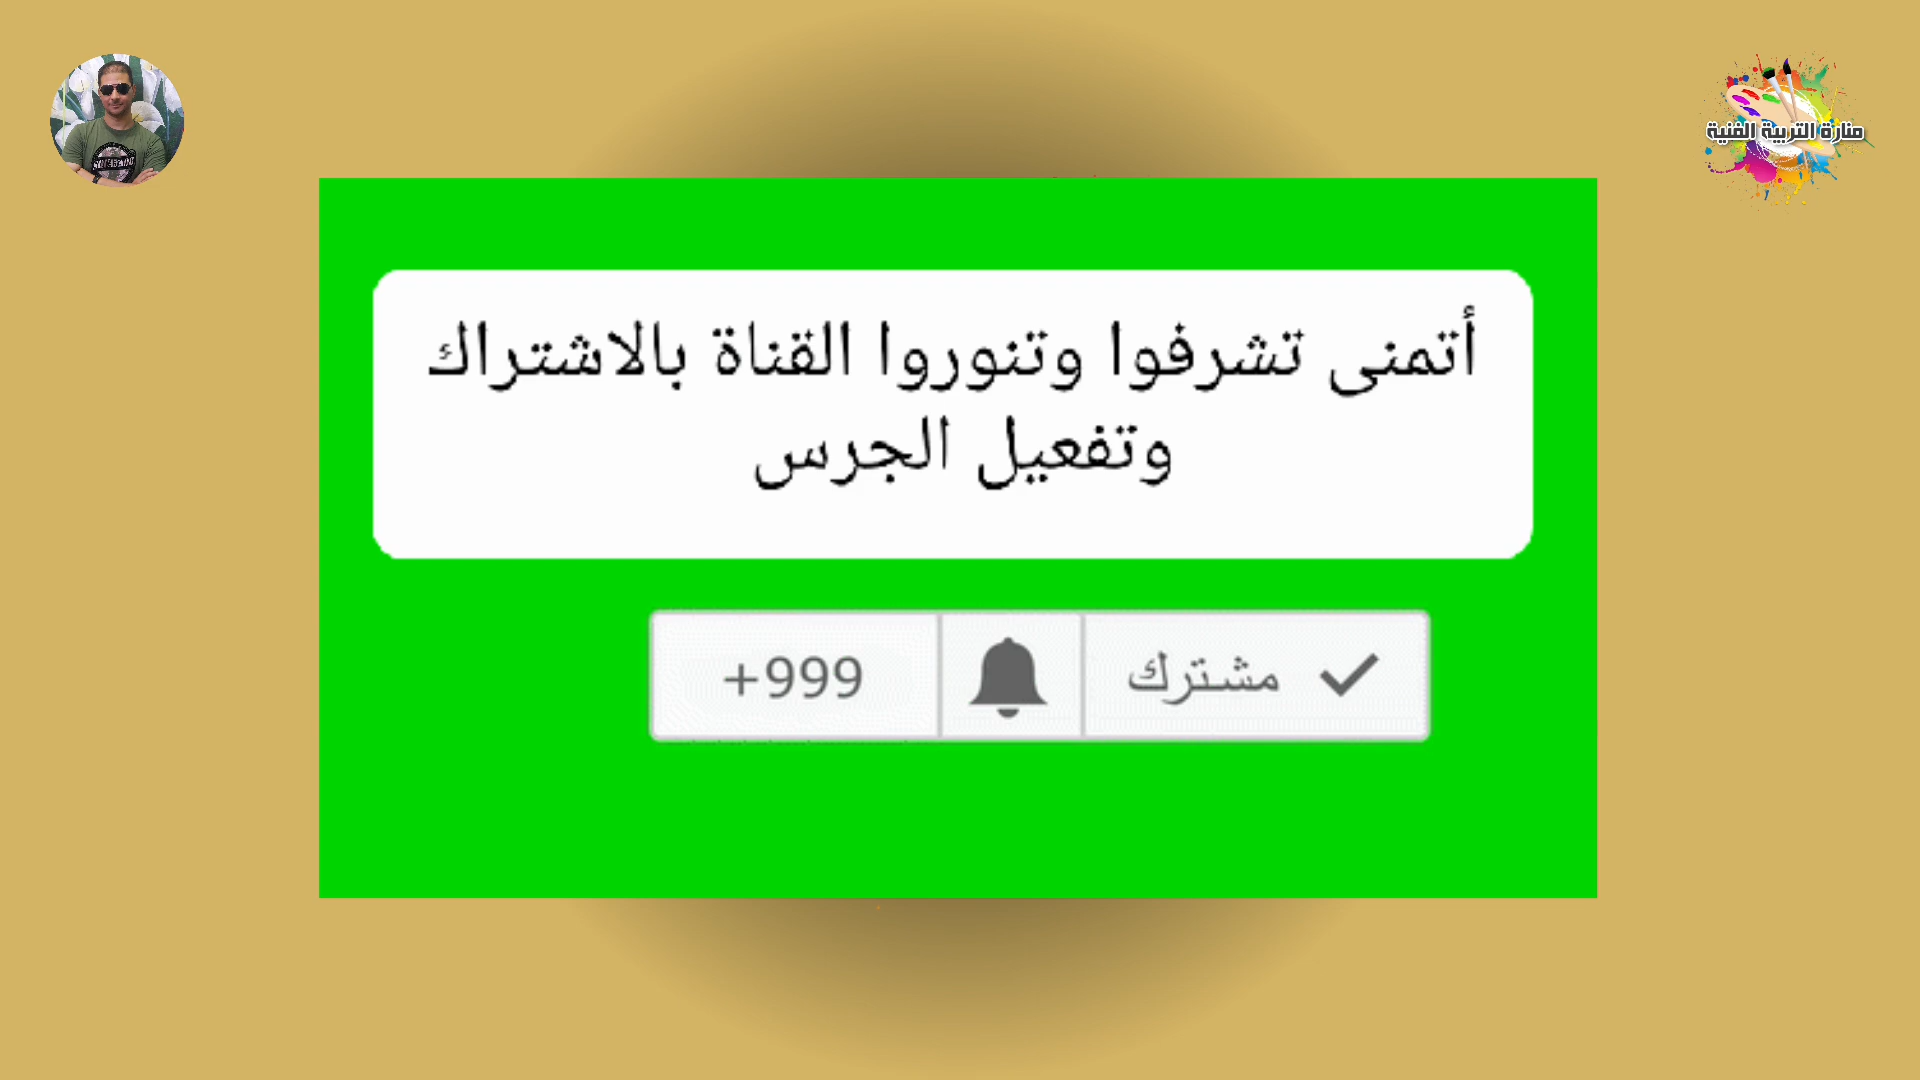 منارة التربية الفنية
أتمنى تشرفوا وتنوروا القناة بالاشتراك
وتفعيل الجرس
مشترك
+999